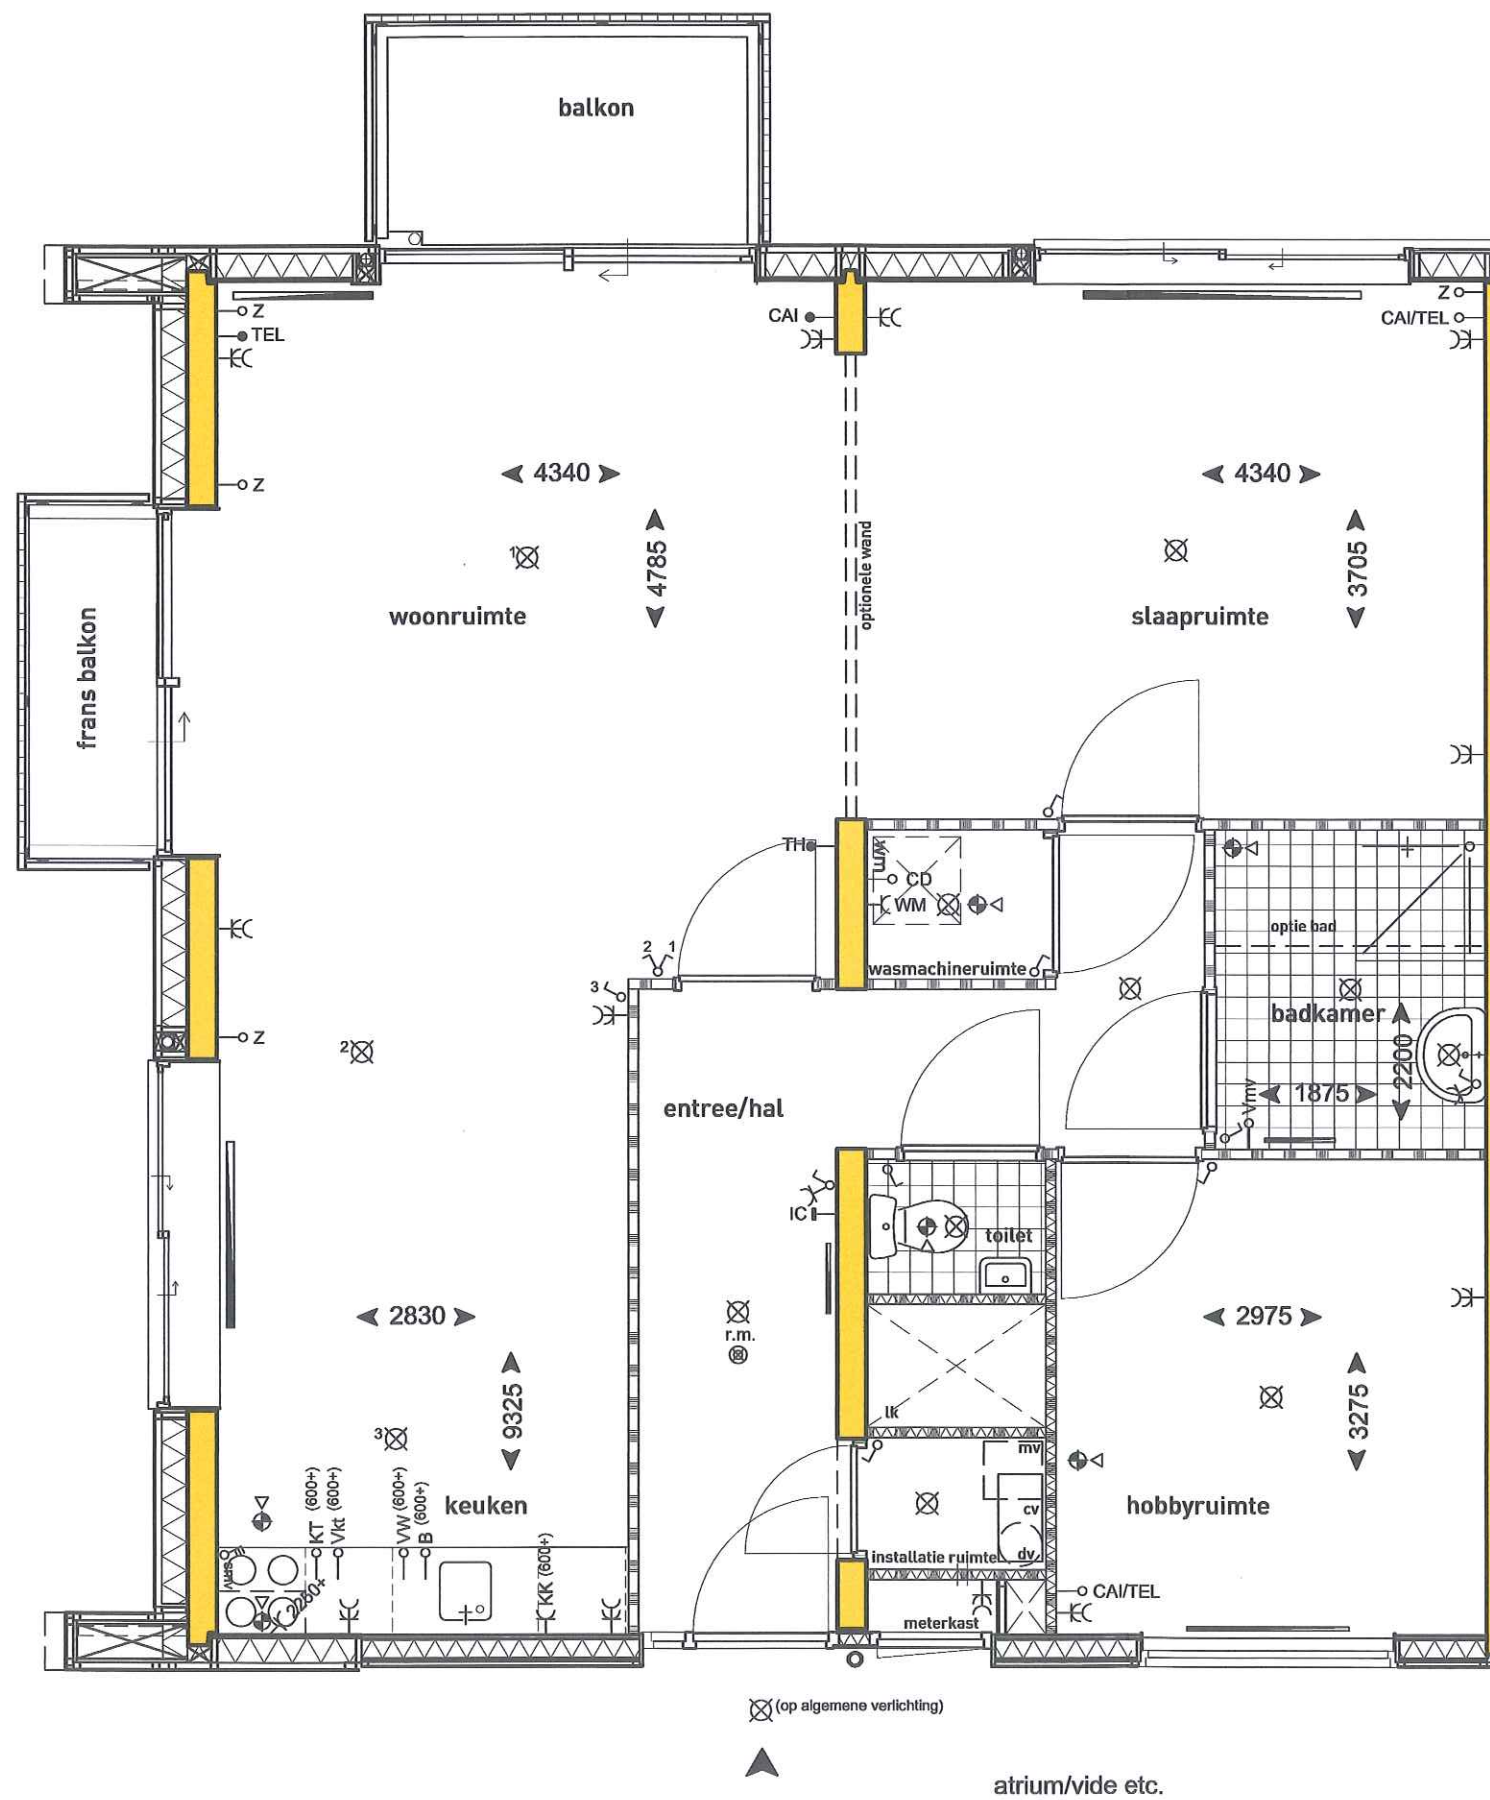 balkon
Z
TEL
CAI
Z
CAI/TEL
Z
4340
4340
4785
3705
optionele wand
1
woonruimte
slaapruimte
frans balkon
TH
wm
CD
WM
wasmachineruimte
optie bad
2 1
3
badkamer
2200
1875
Vmv
Z
2
entree/hal
IC
toilet
2830
2975
r.m.
9325
3275
lk
3
mv
cv
dv
keuken
hobbyruimte
installatie ruimte
KT (600+)
Vkt (600+)
VW (600+)
B (600+)
KK (600+)
smv
2250+
CAI/TEL
meterkast
(op algemene verlichting)
atrium/vide etc.